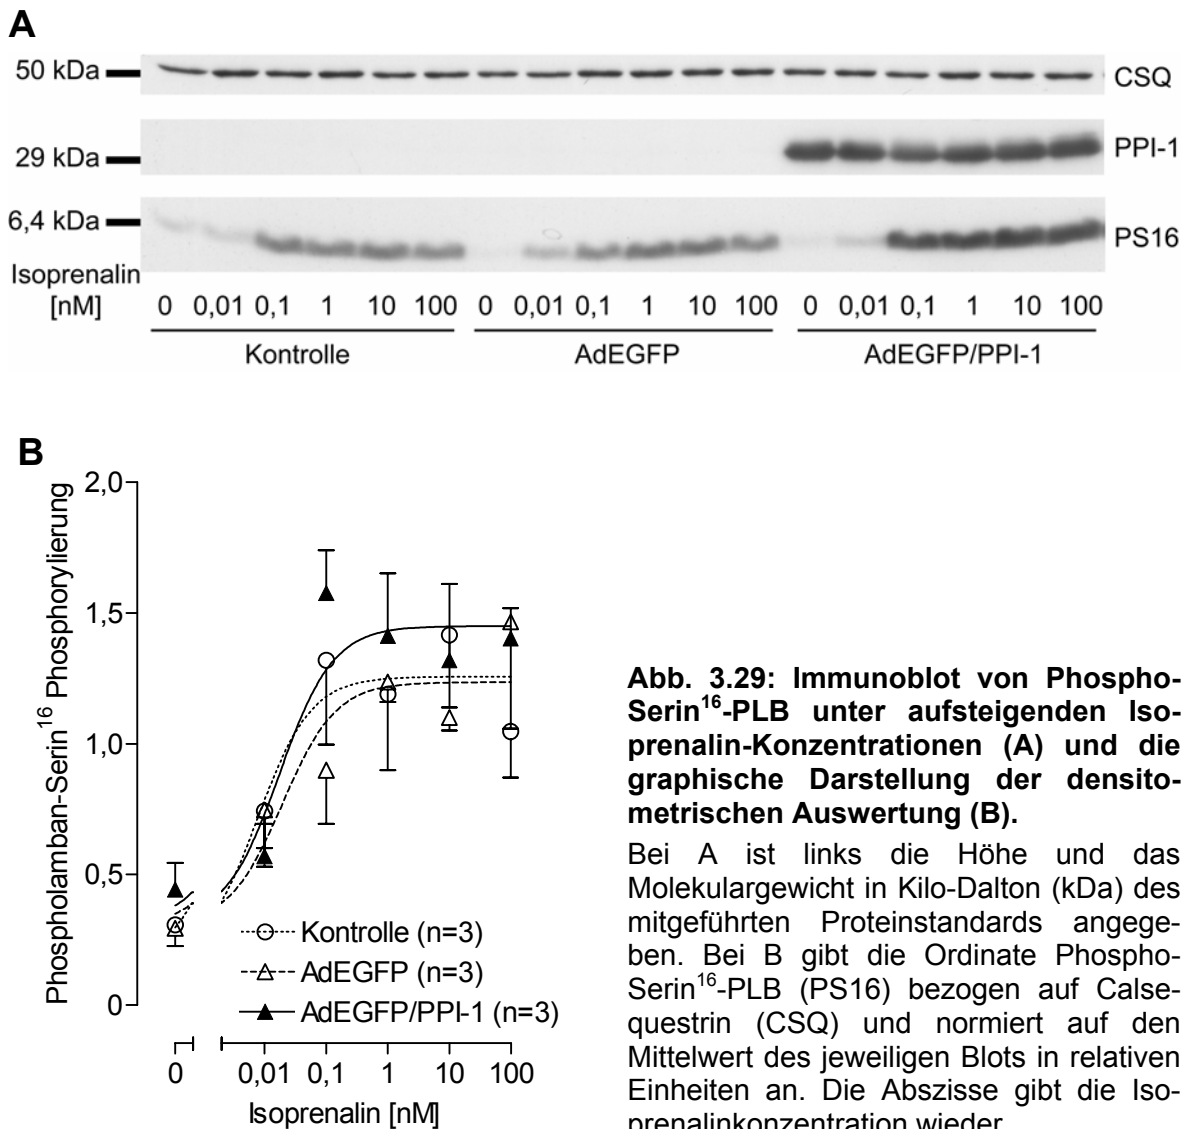 A
50 kDa
CSQ
29 kDa
PPI-1
6,4 kDa
PS16
Isoprenalin
[nM]
0 0,01 0,1 1 10 100 0 0,01 0,1 1 10 100 0 0,01 0,1 1 10 100
Kontrolle AdEGFP AdEGFP/PPI-1
B
Phospholamban-Serin16 Phosphorylierung
2,0
1,5
1,0
0,5
0
Kontrolle (n=3)
AdEGFP (n=3)
AdEGFP/PPI-1 (n=3)
0 0,01 0,1 1 10 100
Isoprenalin [nM]
Abb. 3.29: Immunoblot von Phospho-
Serin16-PLB unter aufsteigenden Iso-
prenalin-Konzentrationen (A) und die
graphische Darstellung der densito-
metrischen Auswertung (B).
Bei A ist links die Höhe und das
Molekulargewicht in Kilo-Dalton (kDa) des
mitgeführten Proteinstandards angege-
ben. Bei B gibt die Ordinate Phospho-
Serin16-PLB (PS16) bezogen auf Calse-
questrin (CSQ) und normiert auf den
Mittelwert des jeweiligen Blots in relativen
Einheiten an. Die Abszisse gibt die Iso-
prenalinkonzentration wieder.